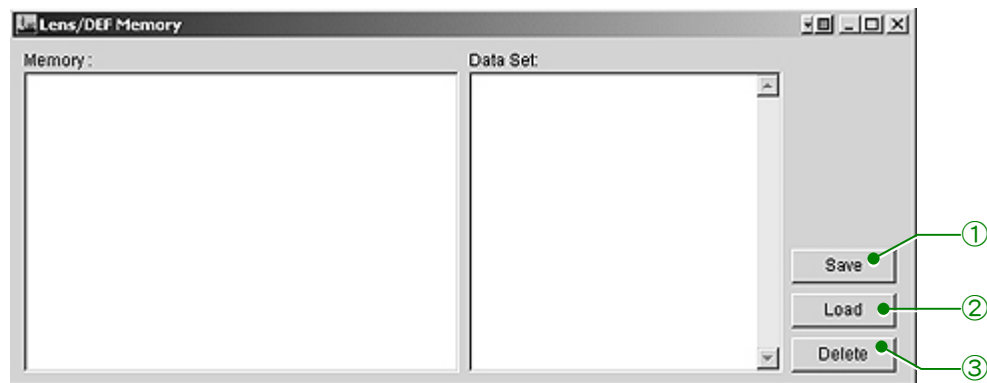 Lens/DEF Memory
Memory :
Data Set:
Save
①
Load
②
Delete
③